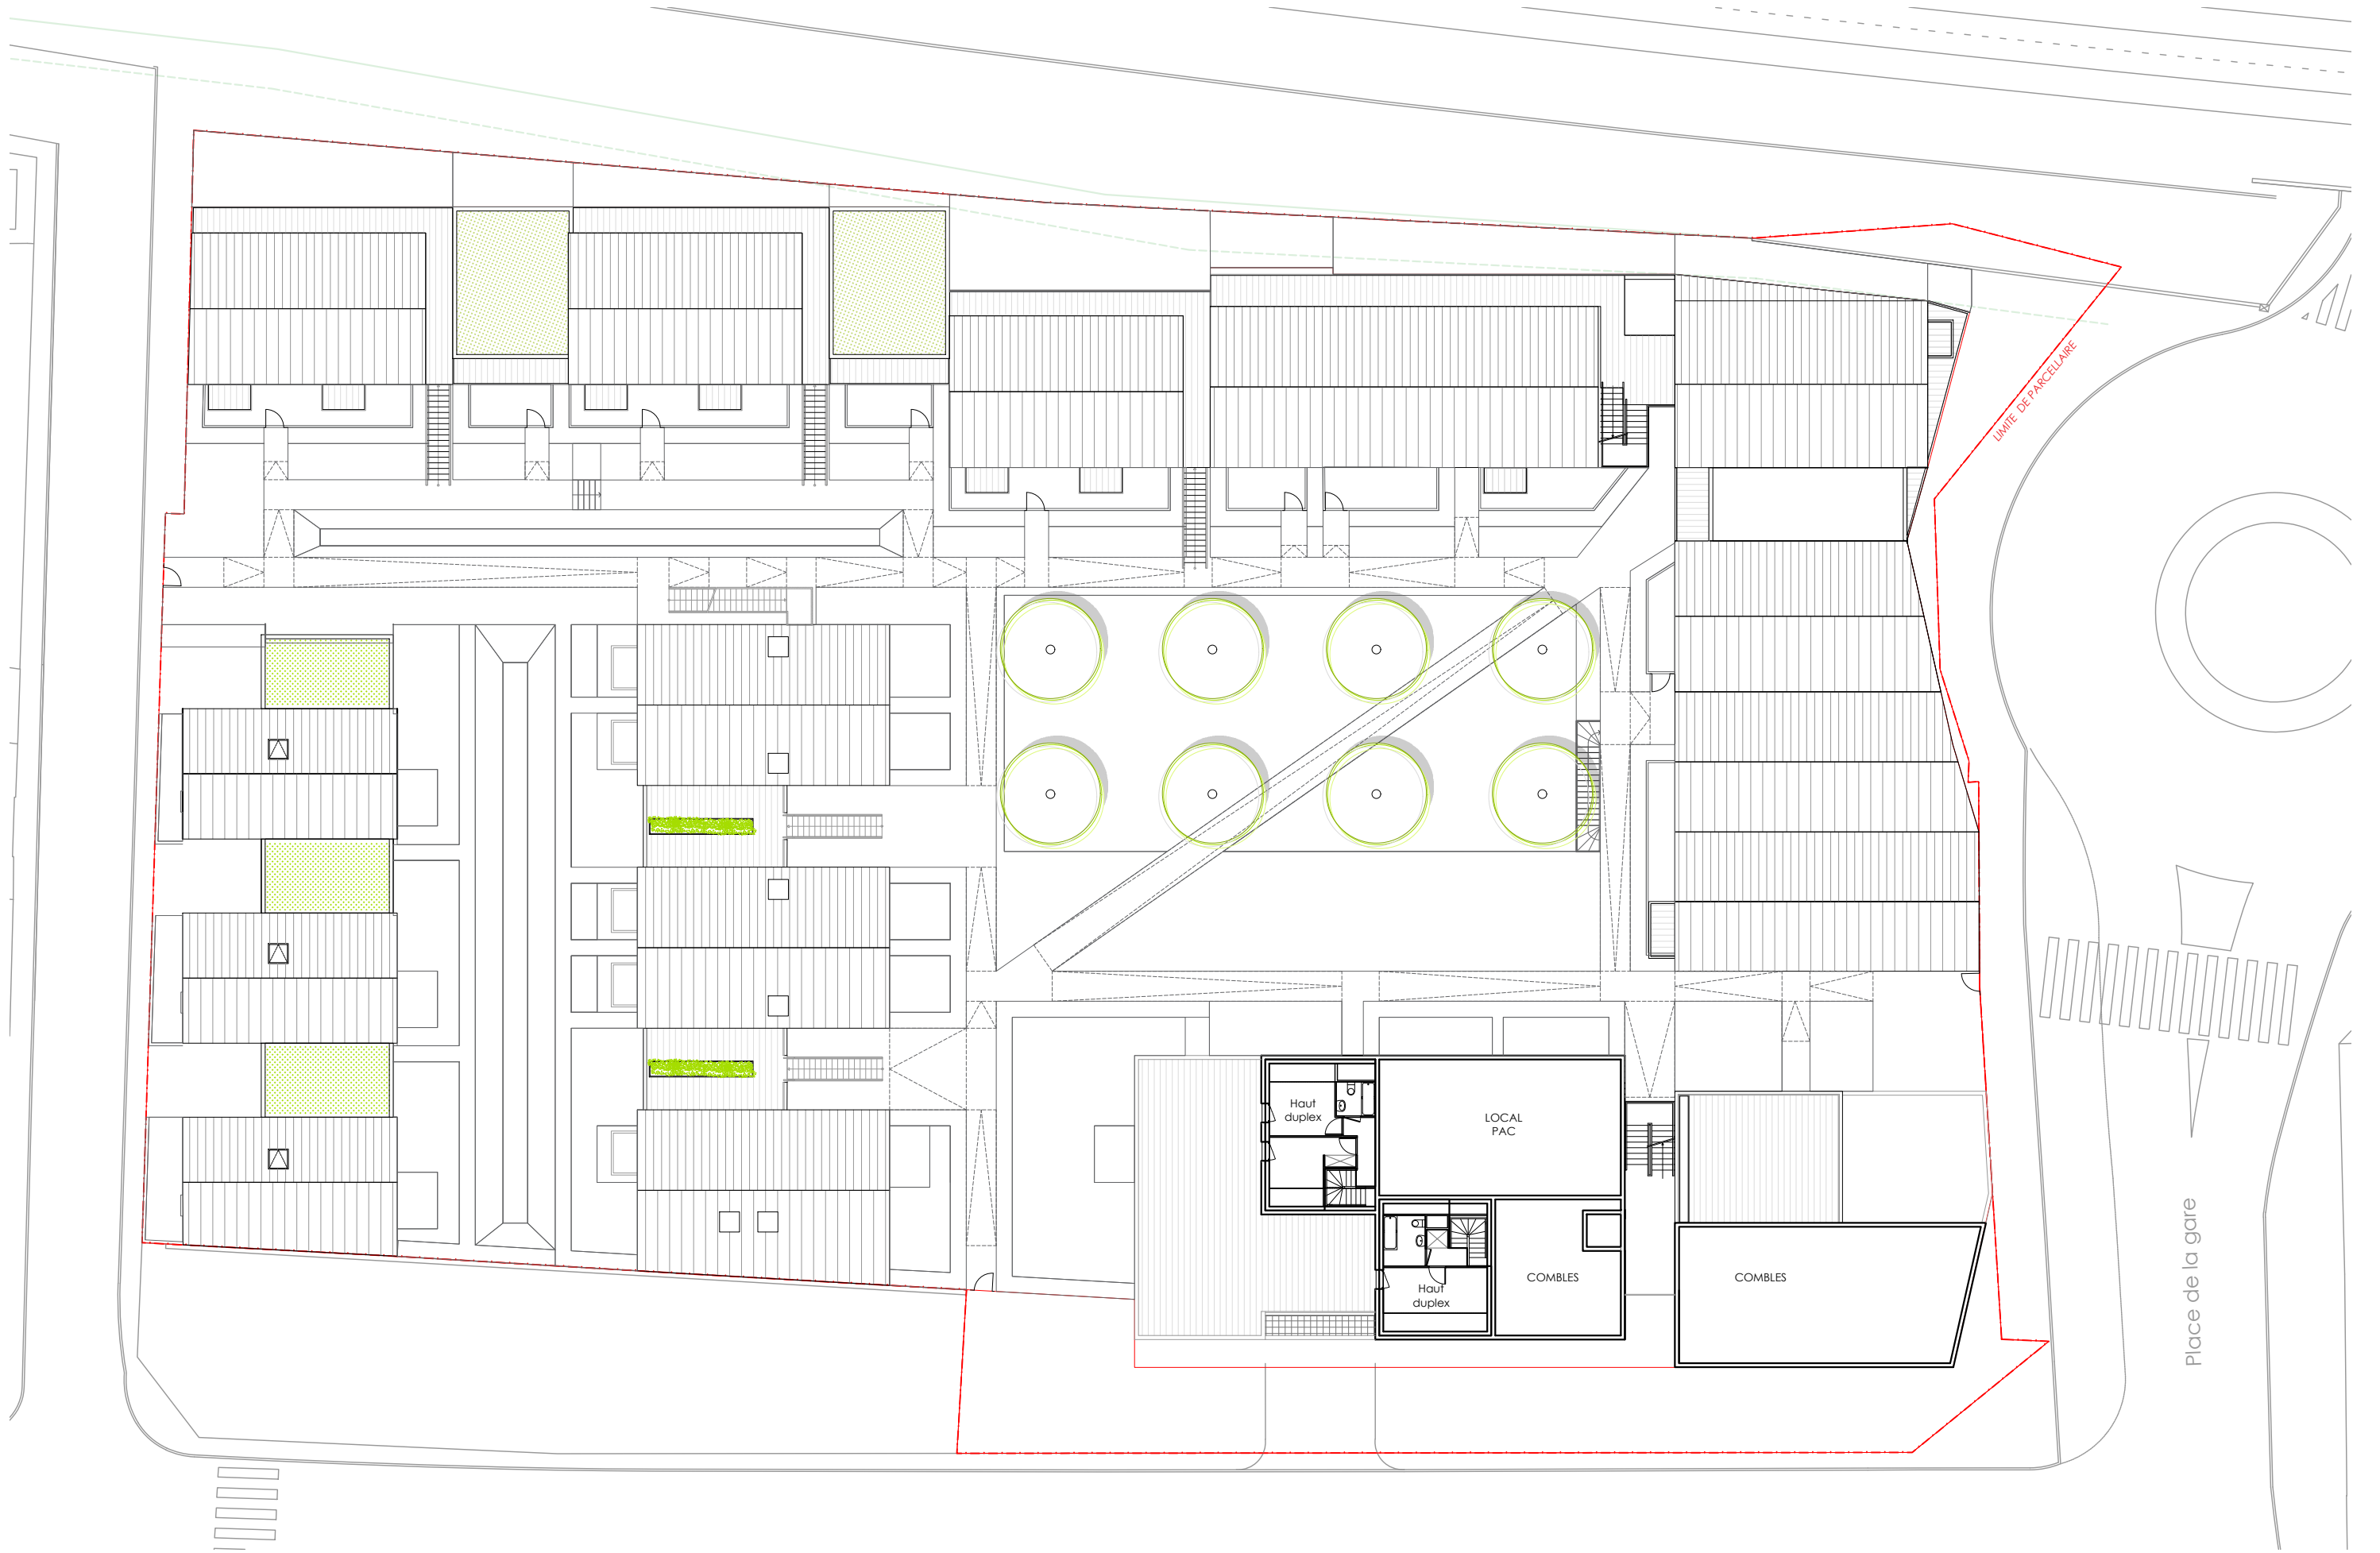 LIMITE DE PARCELLAIRE
Haut
duplex
LOCAL
PAC
Haut
duplex
COMBLES
COMBLES
Place de la gare